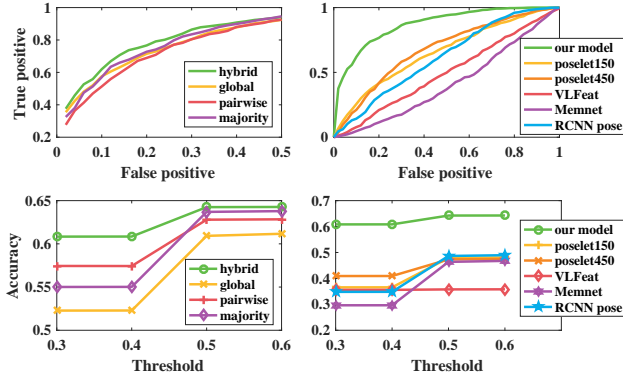 True positive
1
0.8
0.6
0.4
0.2
0
0.1
0.2
0.3
0.4
0.5
False positive
hybrid
global
pairwise
majority
1
0.5
0
0
0.2
0.4
0.6
0.8
1
False positive
our model
poselet150
poselet450
VLFeat
Memnet
RCNN pose
Accuracy
0.65
0.6
0.55
0.5
0.3
0.4
0.5
0.6
Threshold
hybrid
global
pairwise
majority
0.7
0.6
0.5
0.4
0.3
0.2
0.3
0.4
0.5
0.6
Threshold
our model
poselet150
poselet450
VLFeat
Memnet
RCNN pose